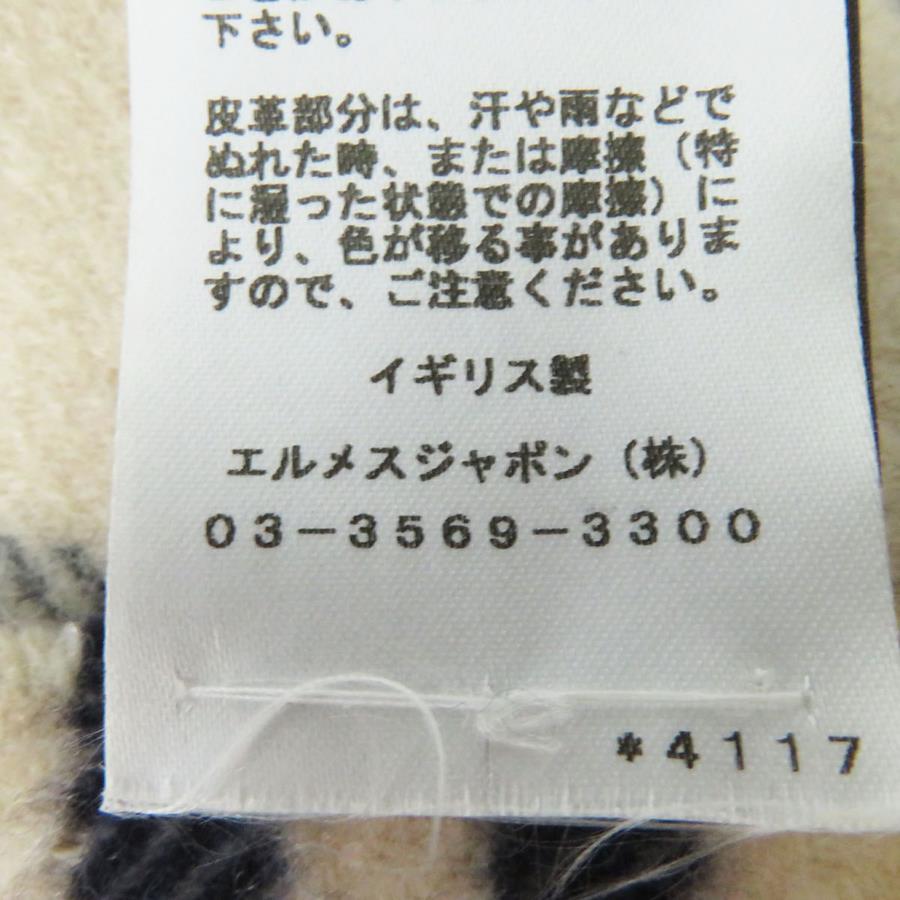 下さい。
皮革部分は、汗や雨などで
ぬれた時、または摩擦（特
に湿った状態での摩擦）に
より、色が移る事がありま
すので、ご注意ください。
イギリス製
エルメスジャポン（株）
03-3569-3300
*4117